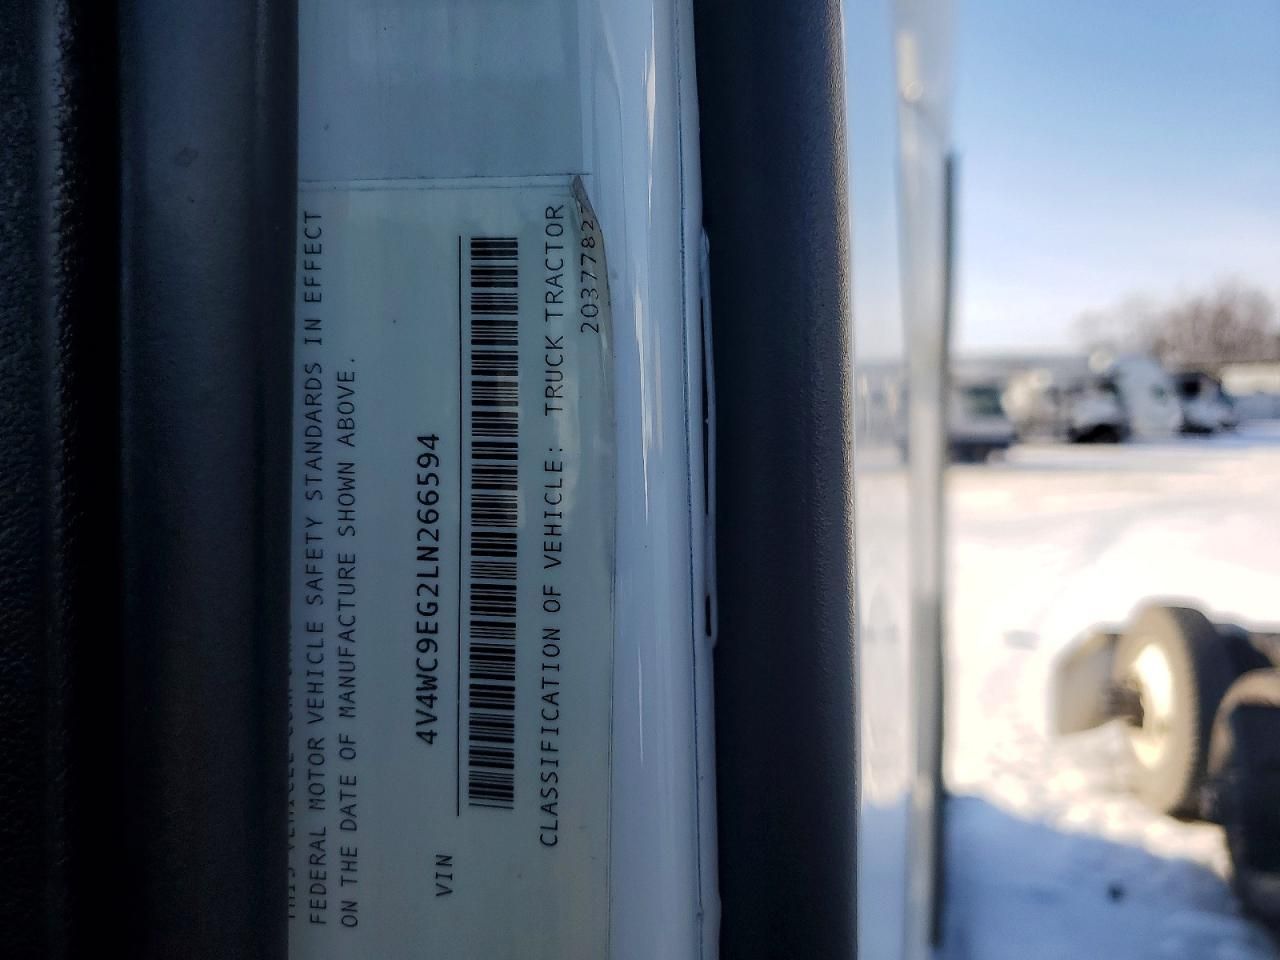 FEDERAL MOTOR VEHICLE SAFETY STANDARDS IN EFFECT
ON THE DATE OF MANUFACTURE SHOWN ABOVE.
VIN 4V4WC9EG2LN266594
CLASSIFICATION OF VEHICLE: TRUCK TRACTOR